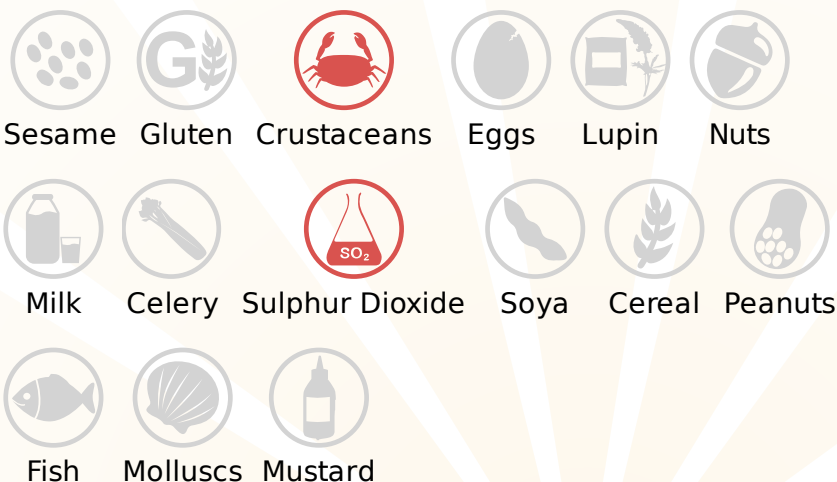 G
Sesame Gluten Crustaceans Eggs Lupin Nuts
SO₂
Milk Celery Sulphur Dioxide Soya Cereal Peanuts
Fish Molluscs Mustard